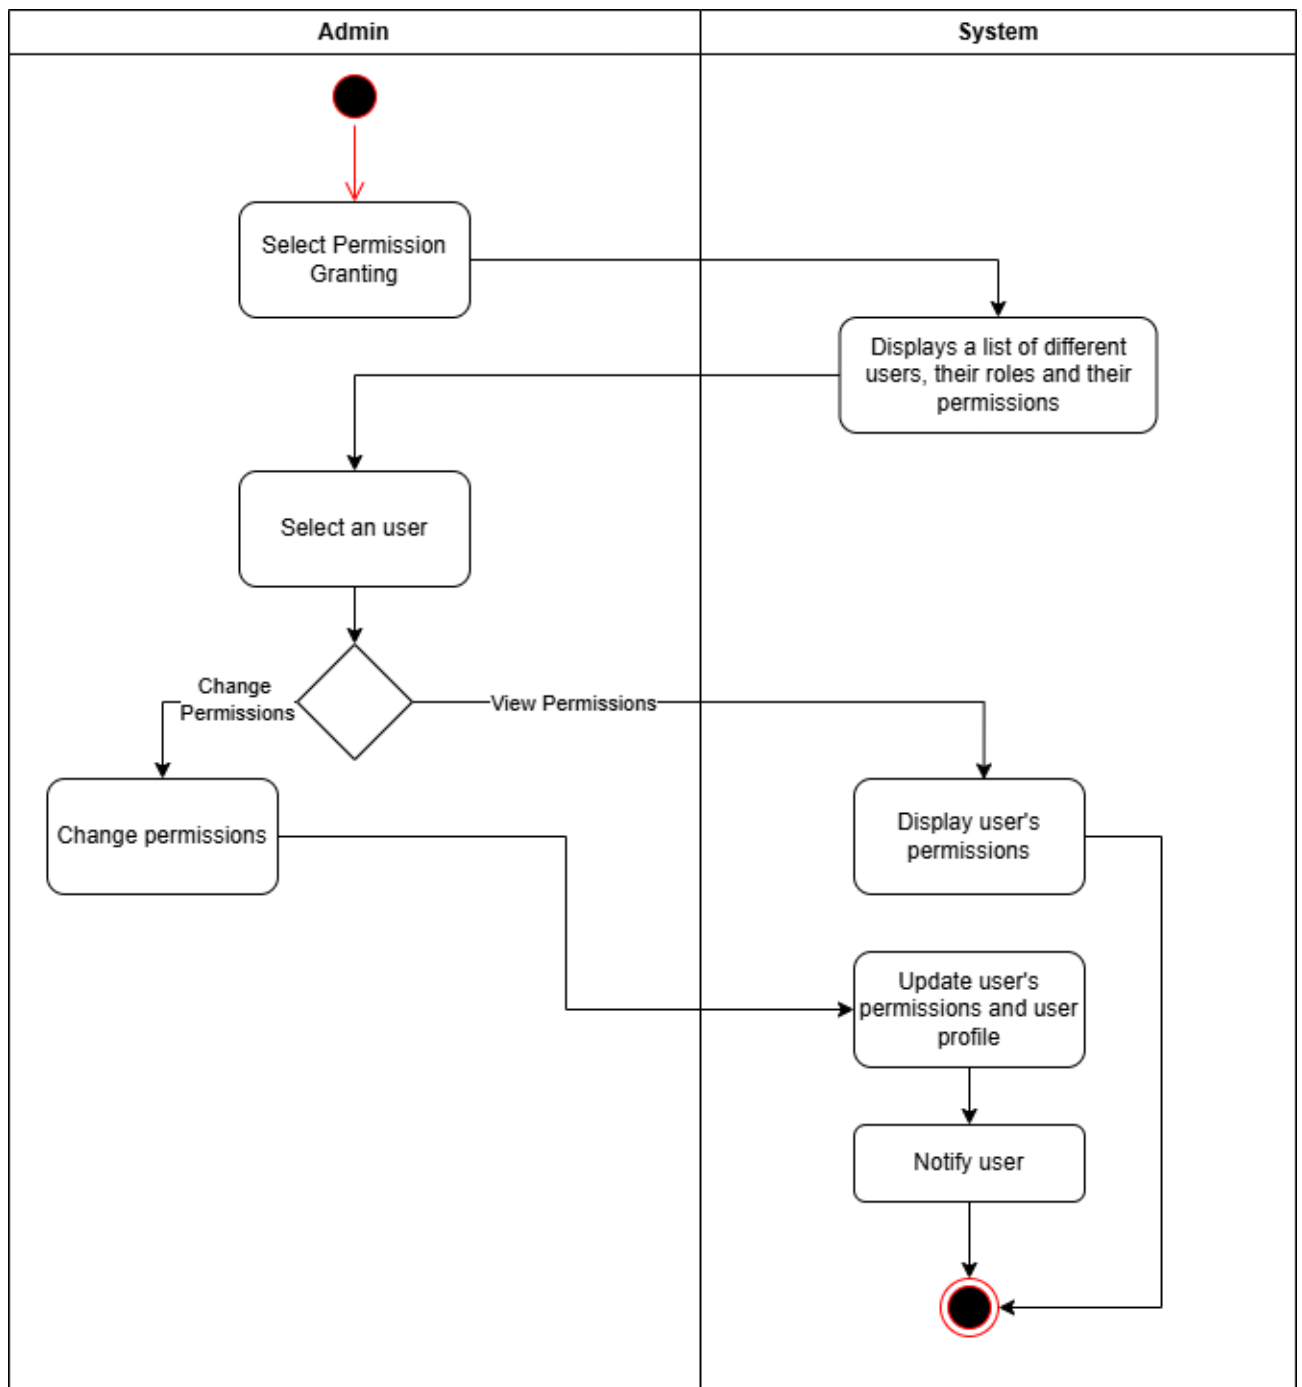 Admin
System
Select Permission
Granting
Displays a list of different
users, their roles and their
permissions
Select an user
Change
Permissions
View Permissions
Change permissions
Display user's
permissions
Update user's
permissions and user
profile
Notify user